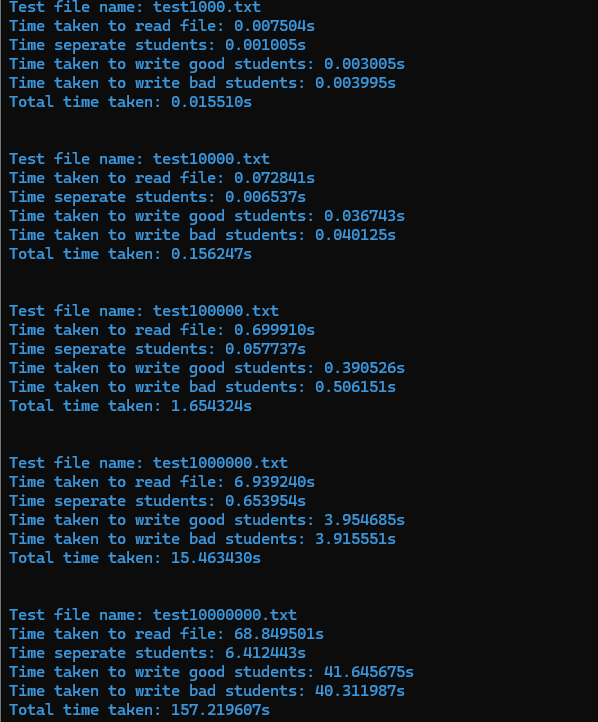 Test file name: test1000.txt
Time taken to read file: 0.007504s
Time seperate students: 0.001005s
Time taken to write good students: 0.003005s
Time taken to write bad students: 0.003995s
Total time taken: 0.015510s
Test file name: test10000.txt
Time taken to read file: 0.072841s
Time seperate students: 0.006537s
Time taken to write good students: 0.036743s
Time taken to write bad students: 0.040125s
Total time taken: 0.156247s
Test file name: test100000.txt
Time taken to read file: 0.699910s
Time seperate students: 0.057737s
Time taken to write good students: 0.390526s
Time taken to write bad students: 0.506151s
Total time taken: 1.654324s
Test file name: test1000000.txt
Time taken to read file: 6.939240s
Time seperate students: 0.653954s
Time taken to write good students: 3.954685s
Time taken to write bad students: 3.915551s
Total time taken: 15.463430s
Test file name: test10000000.txt
Time taken to read file: 68.849501s
Time seperate students: 6.412443s
Time taken to write good students: 41.645675s
Time taken to write bad students: 40.311987s
Total time taken: 157.219607s